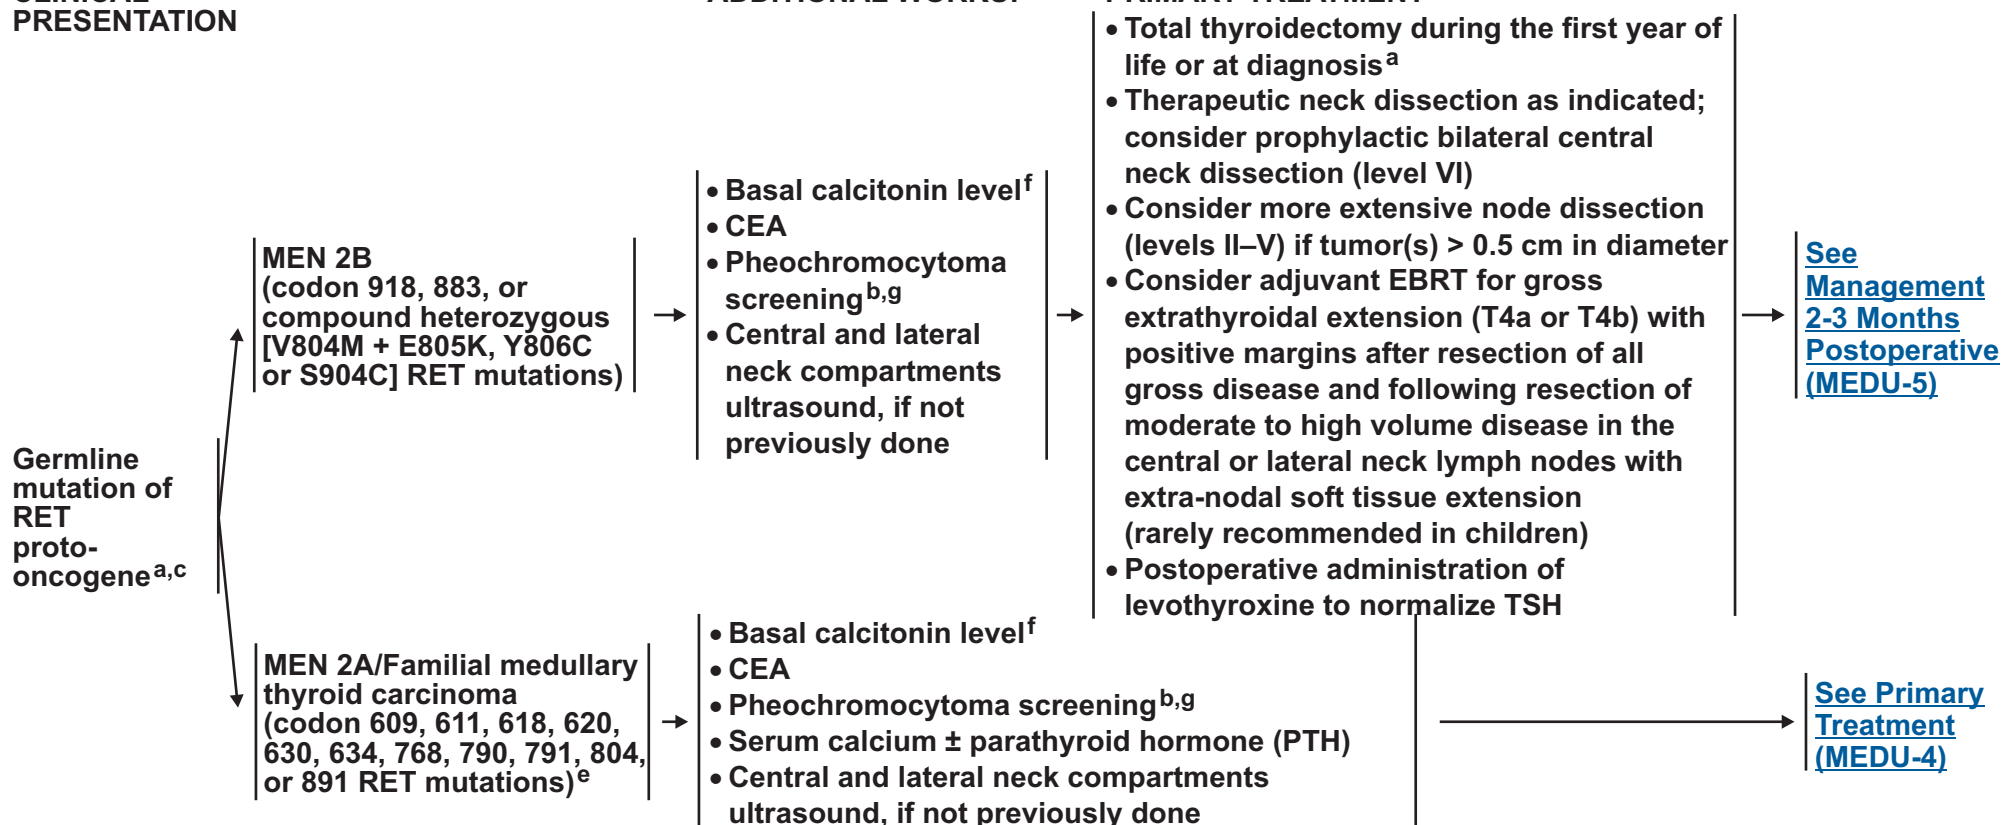 PRESENTATION
Germline
mutation of
RET
proto-
oncogene a,c
MEN 2B
(codon 918, 883, or
compound heterozygous
[V804M + E805K, Y806C
or S904C] RET mutations)
• Basal calcitonin level f
• CEA
• Pheochromocytoma
screening b,g
• Central and lateral
neck compartments
ultrasound, if not
previously done
• Total thyroidectomy during the first year of
life or at diagnosis a
• Therapeutic neck dissection as indicated;
consider prophylactic bilateral central
neck dissection (level VI)
• Consider more extensive node dissection
(levels II–V) if tumor(s) > 0.5 cm in diameter
• Consider adjuvant EBRT for gross
extrathyroidal extension (T4a or T4b) with
positive margins after resection of all
gross disease and following resection of
moderate to high volume disease in the
central or lateral neck lymph nodes with
extra-nodal soft tissue extension
(rarely recommended in children)
• Postoperative administration of
levothyroxine to normalize TSH
See
Management
2-3 Months
Postoperative
(MEDU-5)
MEN 2A/Familial medullary
thyroid carcinoma
(codon 609, 611, 618, 620,
630, 634, 768, 790, 791, 804,
or 891 RET mutations) e
• Basal calcitonin level f
• CEA
• Pheochromocytoma screening b,g
• Serum calcium ± parathyroid hormone (PTH)
• Central and lateral neck compartments
ultrasound, if not previously done
See Primary
Treatment
(MEDU-4)